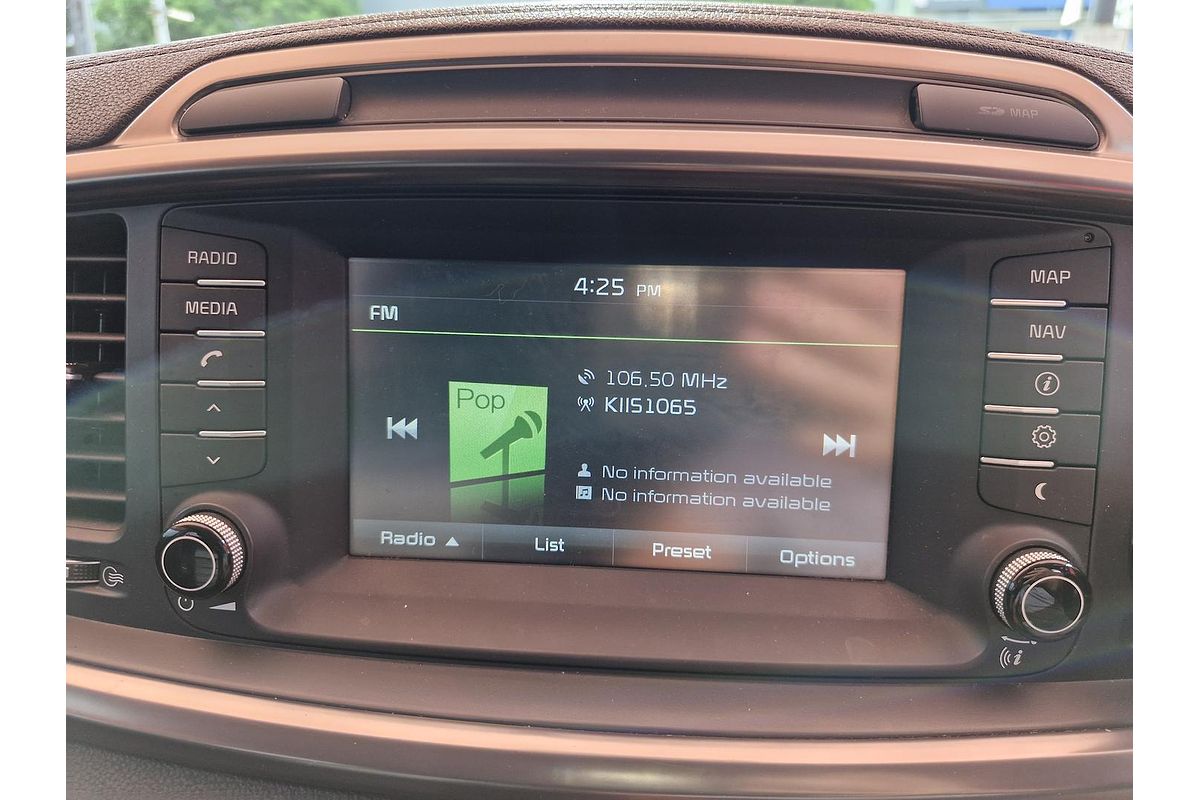 SD MAP
RADIO
MEDIA
MAP
NAV
4:25 PM
FM
Pop
106.50 MHz
KIIS1065
No information available
No information available
Radio
List
Preset
Options